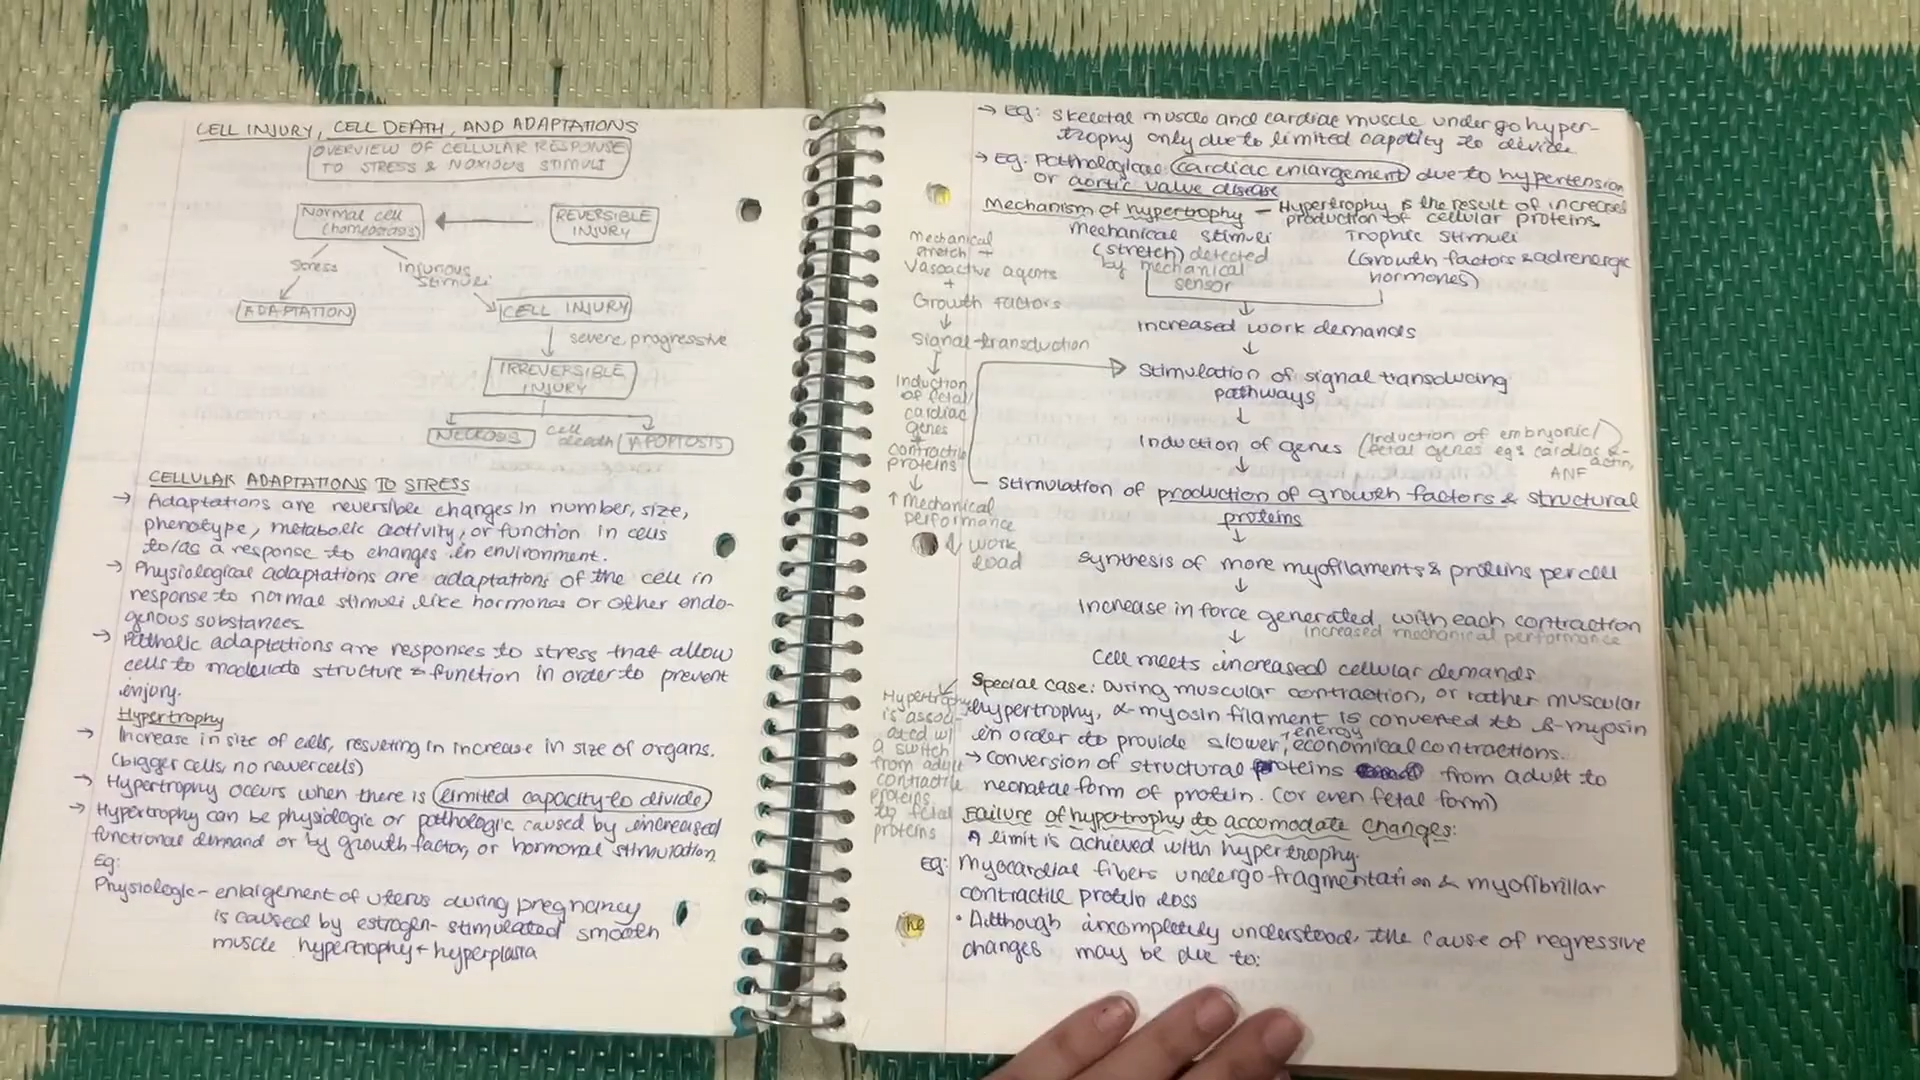 CELL INJURY, CELL DEATH, AND ADAPTATIONS
OVERVIEW OF CELLULAR RESPONSE
TO STRESS & NOXIOUS STIMULI
Normal cell
(homeostasis)
REVERSIBLE
INJURY
Stress
Injurious
Stimuli
ADAPTATION
CELL INJURY
severe, progressive
IRREVERSIBLE
INJURY
NECROSIS
cell
death
APOPTOSIS
CELLULAR ADAPTATIONS TO STRESS
→ Adaptations are reversible changes in number, size,
phenotype, metabolic activity, or function in cells
to/as a response to changes in environment.
→ Physiological adaptations are adaptations of the cell in
response to normal stimuli like hormones or other endo-
genous substances.
→ Patholic adaptations are responses to stress that allow
cells to moderate structure & function in order to prevent
injury.
Hypertrophy
→ Increase in size of cells, resulting in increase in size of organs.
(bigger cells, no newer cells)
→ Hypertrophy occurs when there is limited capacity to divide
→ Hypertrophy can be physiologic or pathologic, caused by increased
functional demand or by growth factor, or hormonal stimulation
Eg:
Physiologic - enlargement of uterus during pregnancy
is caused by estrogen-stimulated smooth
muscle hypertrophy + hyperplasia
→ Eg: skeletal muscle and cardiac muscle undergo hyper-
trophy only due to limited capacity to divide
→ Eg. Pathological cardiac enlargement due to hypertension
or aortic valve disease
Mechanism of hypertrophy - Hypertrophy is the result of increased
production of cellular proteins.
Mechanical stimuli
(stretch) detected
by mechanical
sensor
Trophic stimuli
(Growth factors & adrenergic
hormones)
Increased work demands
↓
Stimulation of signal transducing
pathways
↓
Induction of genes (Induction of embryonic/
fetal genes eg: cardiac α-
actin,
ANF
↓
Stimulation of production of growth factors & structural
proteins
↓
Synthesis of more myofilaments & proteins per cell
↓
Increase in force generated with each contraction
increased mechanical performance
↓
Cell meets increased cellular demands
Mechanical
stretch +
Vasoactive agents
+
Growth factors
↓
Signal transduction
↓
Induction
of fetal
cardiac
genes
+
contractile
proteins
↓
↑ Mechanical
performance
↓ work
load
Special case: During muscular contraction, or rather muscular
hypertrophy, α-myosin filament is converted to β-myosin
in order to provide slower, energy economical contractions.
→ Conversion of structural proteins from adult to
neonatal form of protein. (or even fetal form)
Hypertrophy
is associ-
ated w/
a switch
from adult
contractile
proteins
to fetal
proteins
Failure of hypertrophy to accomodate changes:
A limit is achieved with hypertrophy.
Eg: Myocardial fibers undergo fragmentation & myofibrillar
contractile protein loss
• Although incompletely understood, the cause of regressive
changes may be due to:
he